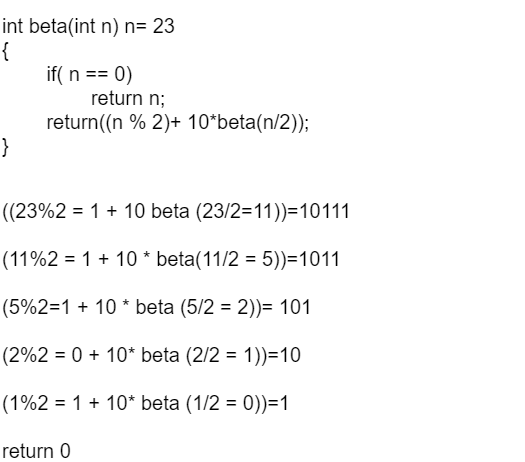 int beta(int n) n= 23
{
if( n == 0)
return n;
return((n % 2)+ 10*beta(n/2));
}
((23%2 = 1 + 10 beta (23/2=11))=10111
(11%2 = 1 + 10 * beta(11/2 = 5))=1011
(5%2=1 + 10 * beta (5/2 = 2))= 101
(2%2 = 0 + 10* beta (2/2 = 1))=10
(1%2 = 1 + 10* beta (1/2 = 0))=1
return 0